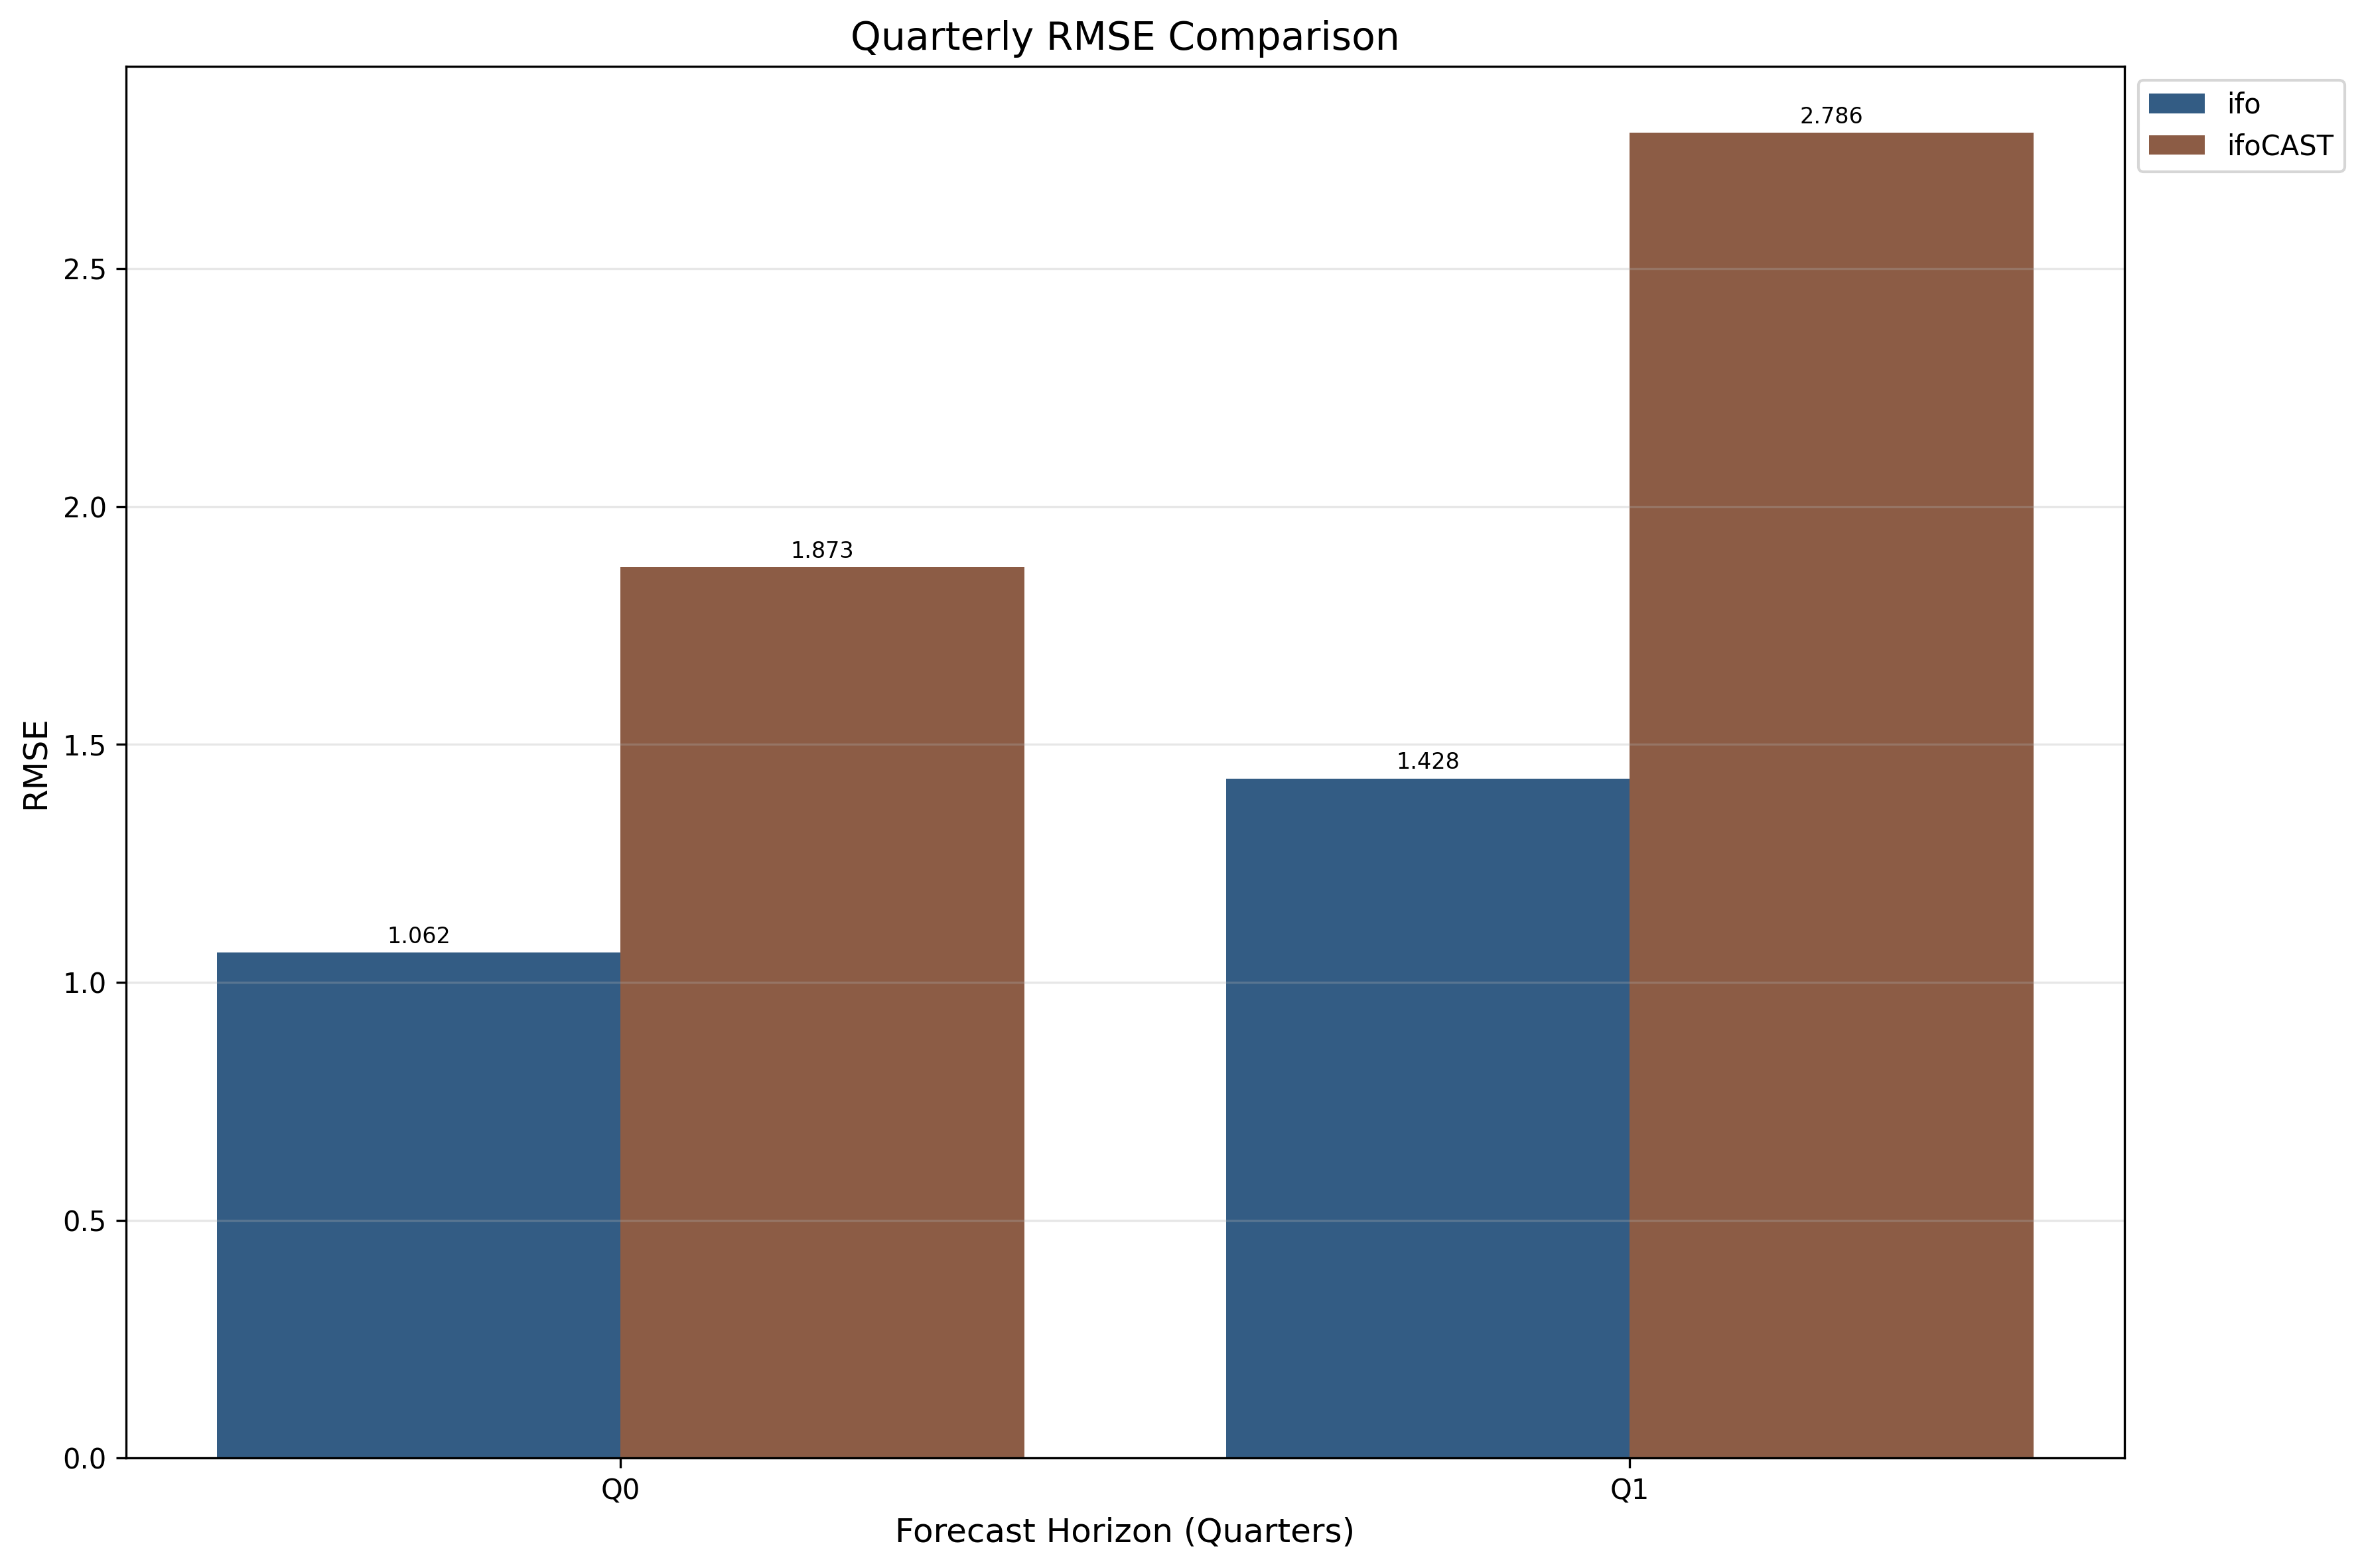 Quarterly RMSE Comparison
ifo
ifoCAST
2.786
2.5
2.0
1.873
1.5
1.428
1.062
1.0
0.5
0.0
RMSE
Q0
Q1
Forecast Horizon (Quarters)